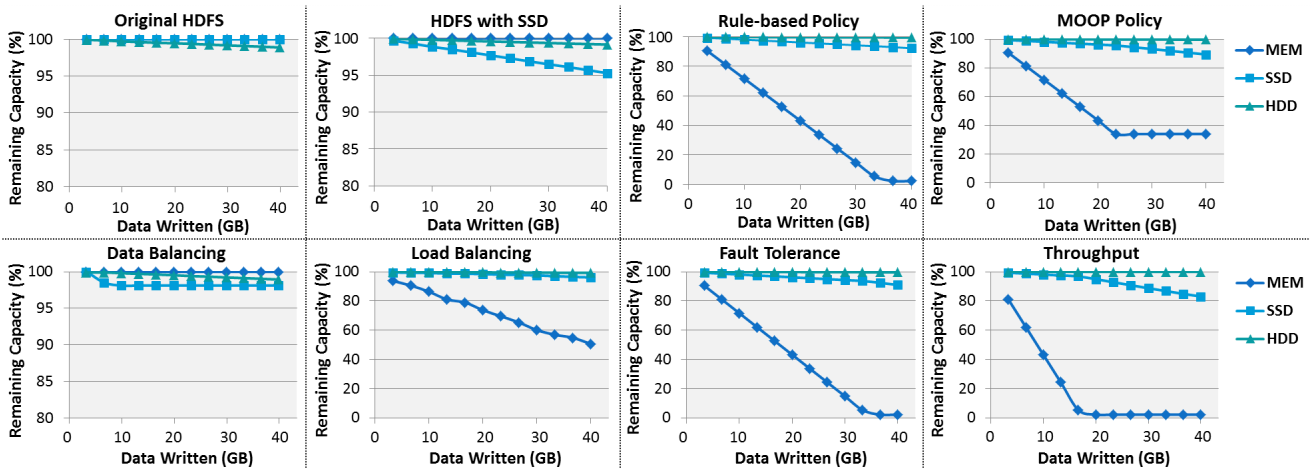 Original HDFS
Remaining Capacity (%)
100
95
90
85
80
0 10 20 30 40
Data Written (GB)
HDFS with SSD
Remaining Capacity (%)
100
95
90
85
80
0 10 20 30 40
Data Written (GB)
Rule-based Policy
Remaining Capacity (%)
100
80
60
40
20
0
0 10 20 30 40
Data Written (GB)
MOOP Policy
Remaining Capacity (%)
100
80
60
40
20
0
0 10 20 30 40
Data Written (GB)
MEM
SSD
HDD
Data Balancing
Remaining Capacity (%)
100
95
90
85
80
0 10 20 30 40
Data Written (GB)
Load Balancing
Remaining Capacity (%)
100
80
60
40
20
0
0 10 20 30 40
Data Written (GB)
Fault Tolerance
Remaining Capacity (%)
100
80
60
40
20
0
0 10 20 30 40
Data Written (GB)
Throughput
Remaining Capacity (%)
100
80
60
40
20
0
0 10 20 30 40
Data Written (GB)
MEM
SSD
HDD